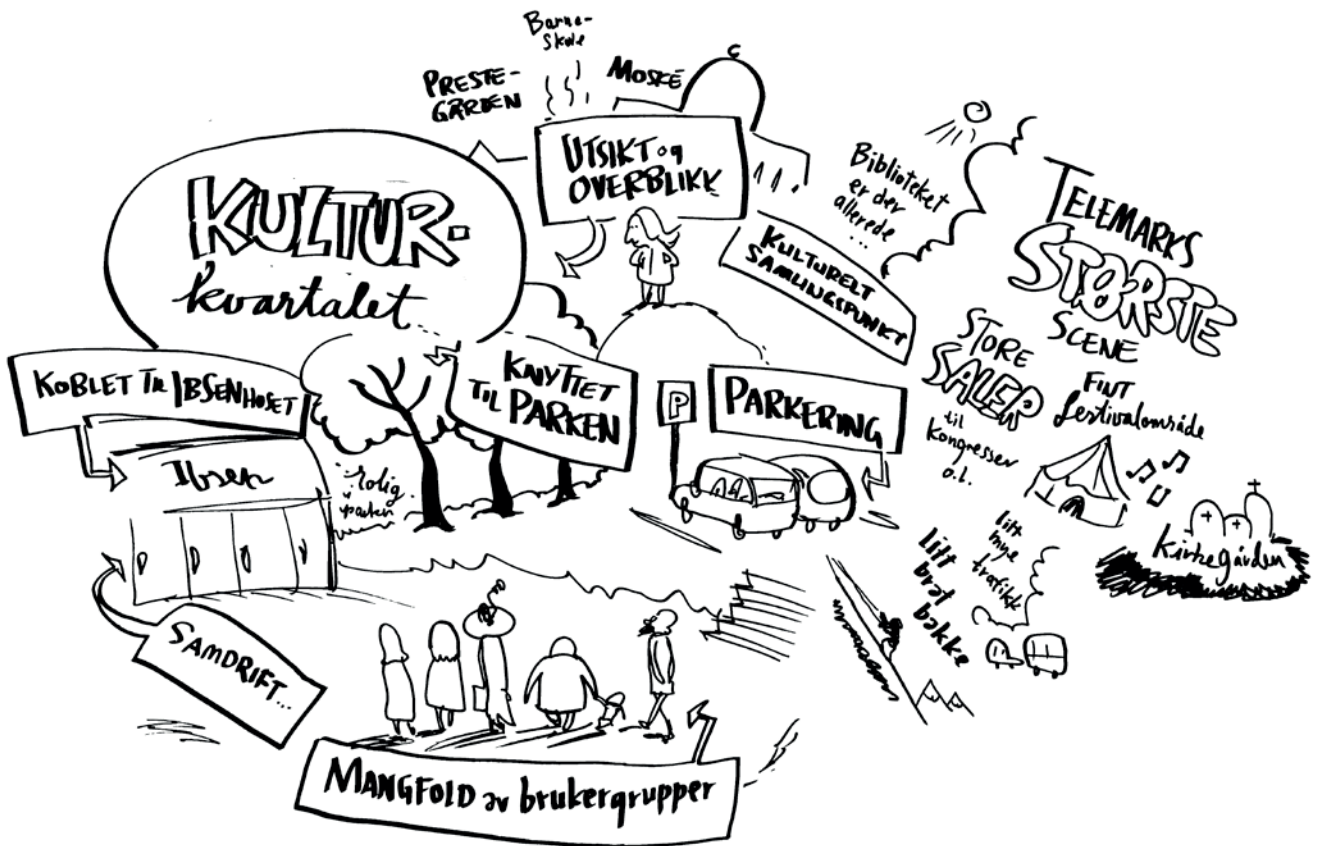 Barne-
Skole
PRESTE-
GÅRDEN
MOSKÉ
UTSIKT og
OVERBLIKK
KULTUR-
kvartalet...
Biblioteket
er der
allerede
...
KULTURELT
SAMLINGSPUNKT
TELEMARKS
STØRSTE
SCENE
STORE
SALER
til
kongresser
o.l.
FINT
festivalområde
KOBLET TIL IBSENHUSET
KNYTTET
TIL PARKEN
P
PARKERING
Ibsen
rolig
i
parken
kirkegården
litt
mye
trafikk
litt
brat
bakke
SAMDRIFT...
MANGFOLD av brukergrupper